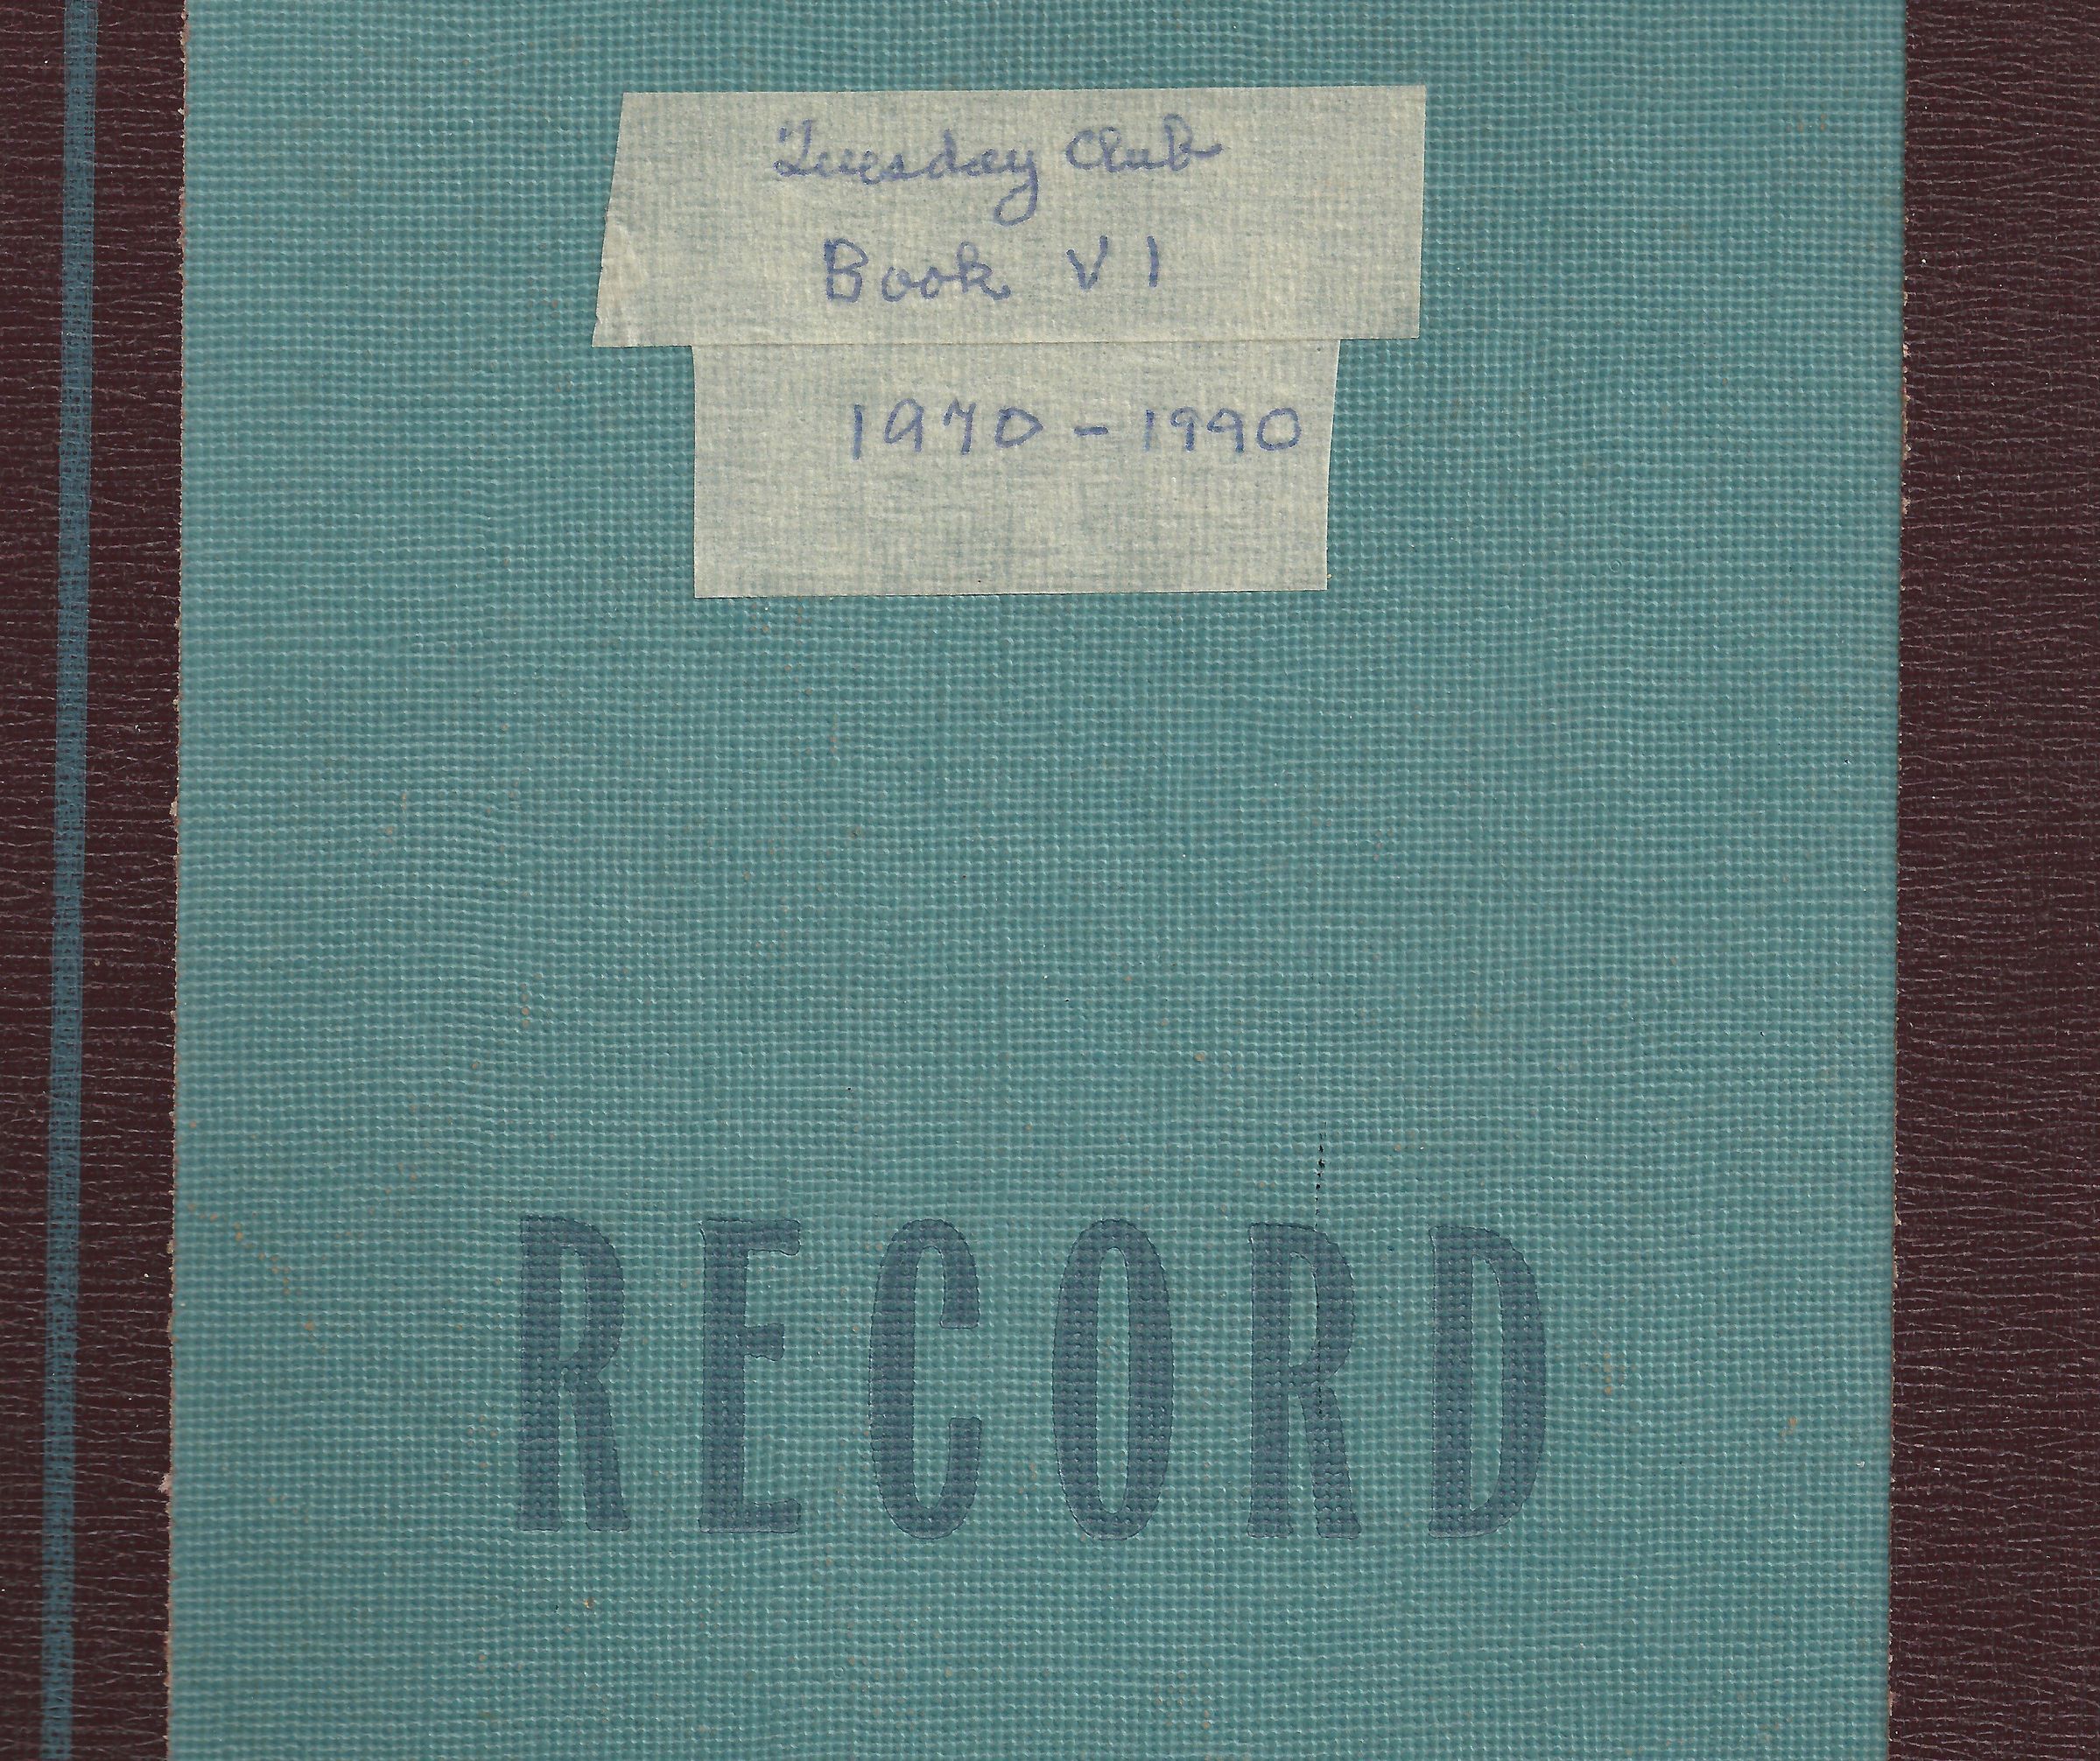 Tuesday Club
Book VI
1970 - 1990
RECORD